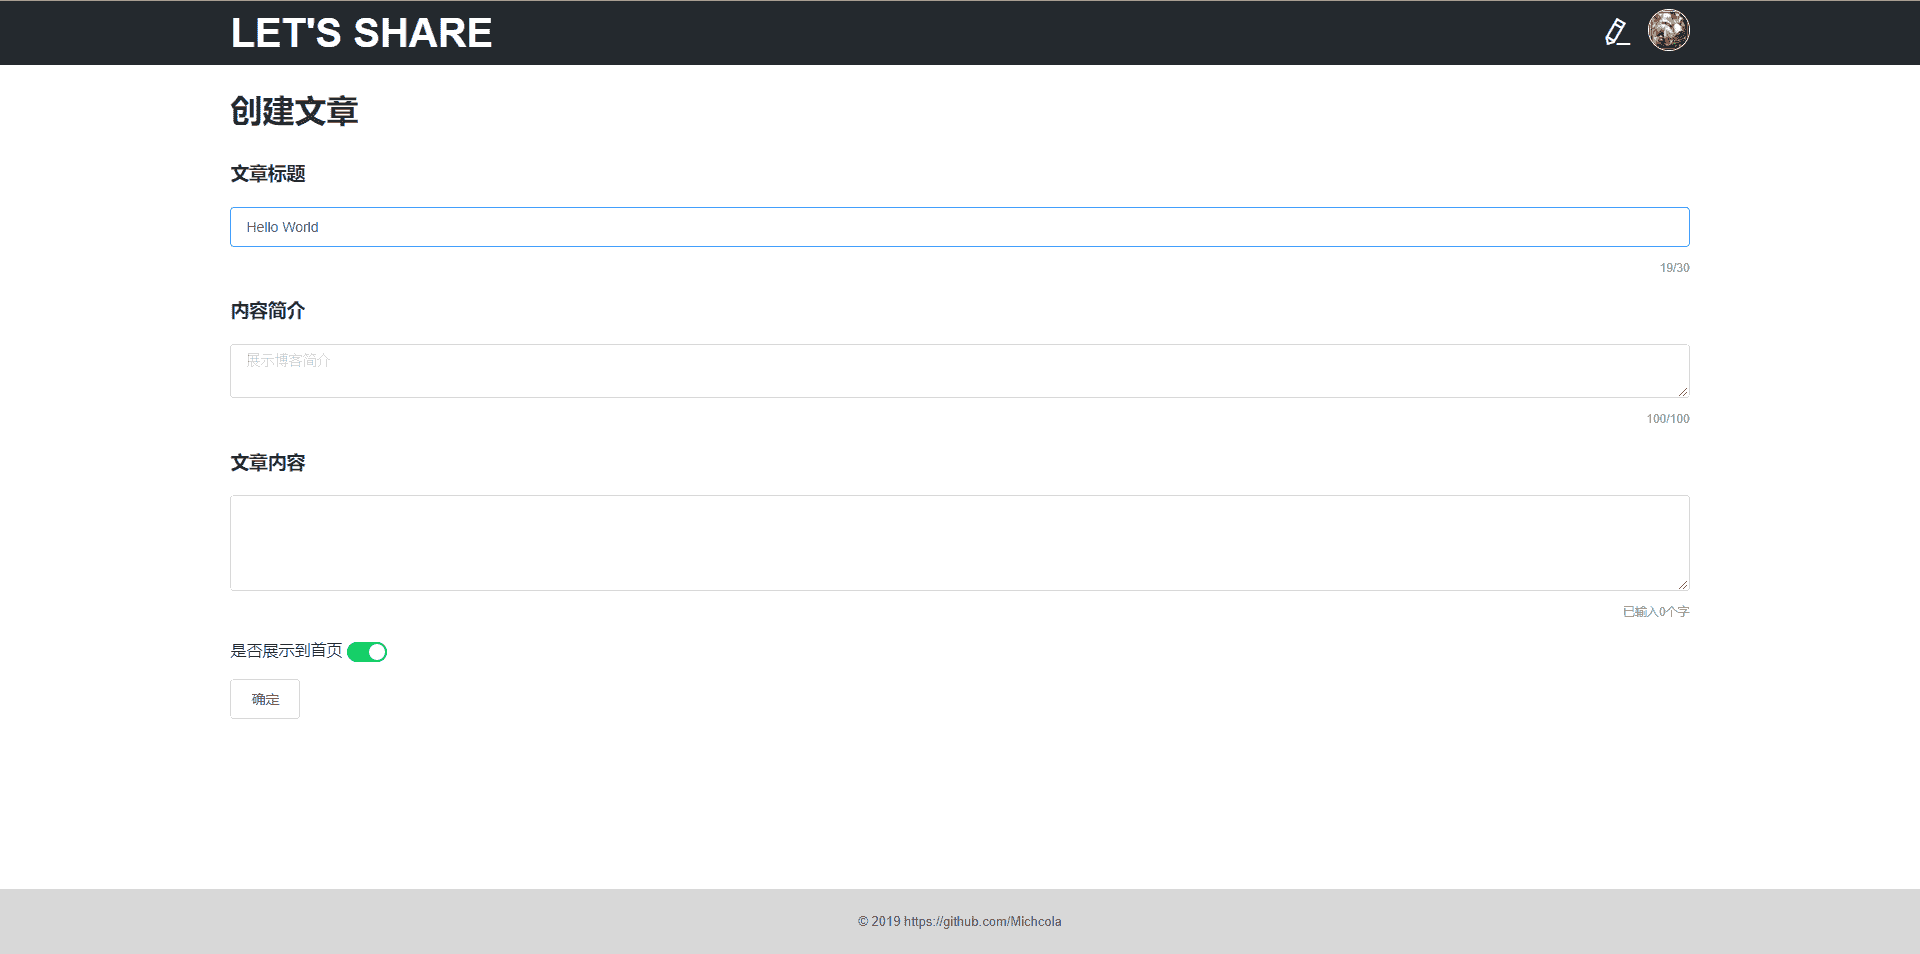 LET'S SHARE
创建文章
文章标题
Hello World
19/30
内容简介
展示博客简介
100/100
文章内容
已输入0个字
是否展示到首页
确定
© 2019 https://github.com/Michcola